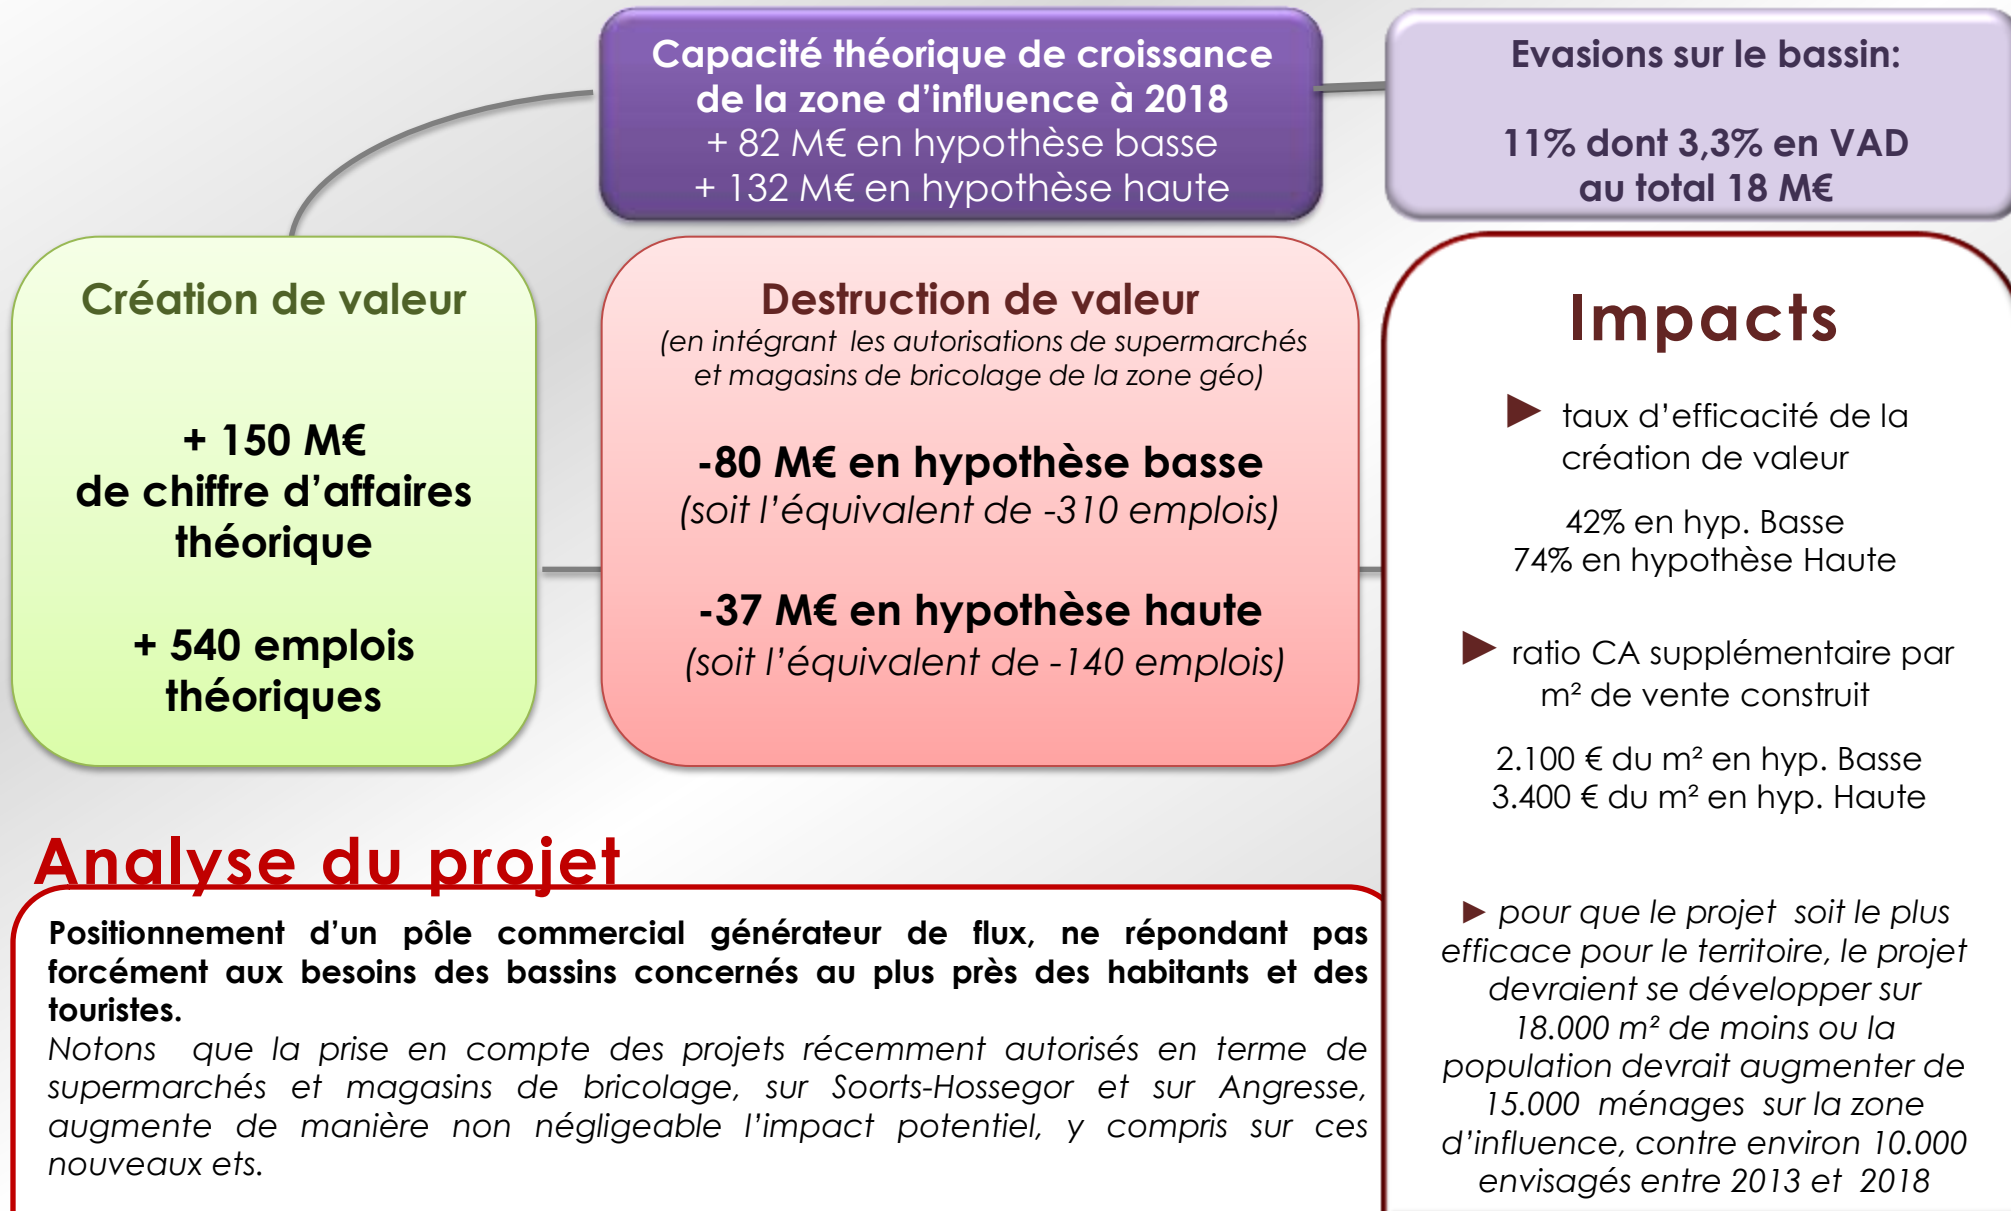 Capacité théorique de croissance
de la zone d’influence à 2018
+ 82 M€ en hypothèse basse
+ 132 M€ en hypothèse haute
Evasions sur le bassin:
11% dont 3,3% en VAD
au total 18 M€
Création de valeur
+ 150 M€
de chiffre d’affaires
théorique
+ 540 emplois
théoriques
Destruction de valeur
(en intégrant les autorisations de supermarchés
et magasins de bricolage de la zone géo)
-80 M€ en hypothèse basse
(soit l’équivalent de -310 emplois)
-37 M€ en hypothèse haute
(soit l’équivalent de -140 emplois)
Impacts
► taux d’efficacité de la
création de valeur
42% en hyp. Basse
74% en hypothèse Haute
► ratio CA supplémentaire par
m² de vente construit
2.100 € du m² en hyp. Basse
3.400 € du m² en hyp. Haute
► pour que le projet soit le plus
efficace pour le territoire, le projet
devraient se développer sur
18.000 m² de moins ou la
population devrait augmenter de
15.000 ménages sur la zone
d’influence, contre environ 10.000
envisagés entre 2013 et 2018
Analyse du projet
Positionnement d’un pôle commercial générateur de flux, ne répondant pas
forcément aux besoins des bassins concernés au plus près des habitants et des
touristes.
Notons que la prise en compte des projets récemment autorisés en terme de
supermarchés et magasins de bricolage, sur Soorts-Hossegor et sur Angresse,
augmente de manière non négligeable l’impact potentiel, y compris sur ces
nouveaux ets.